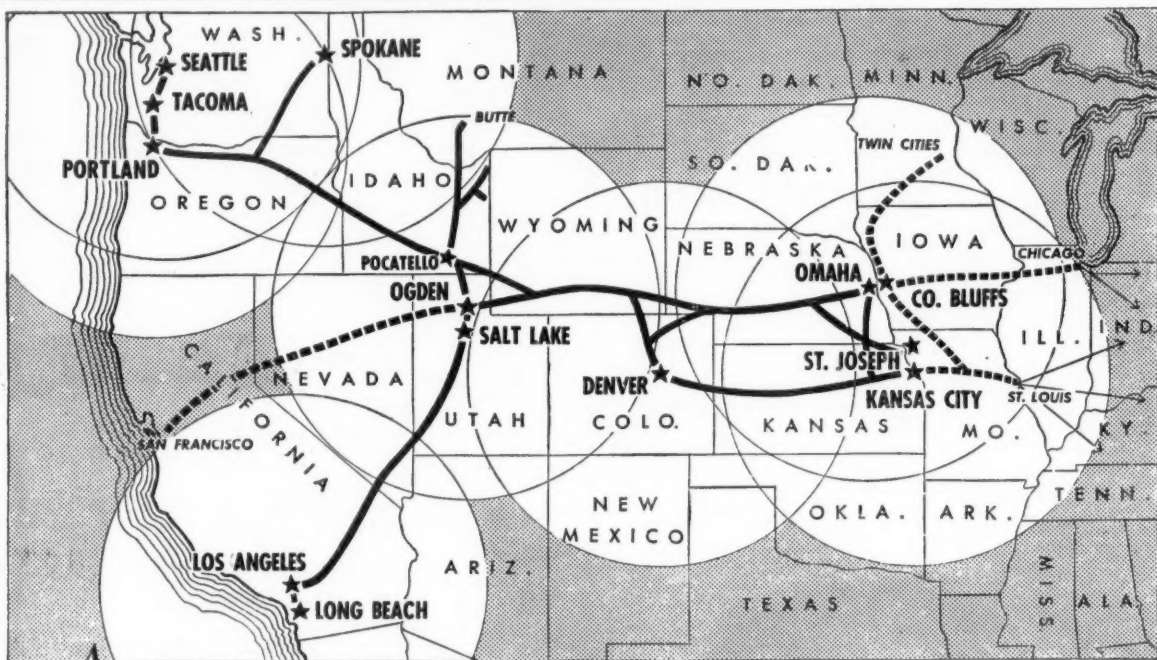 WASH.
SPOKANE
SEATTLE
MONTANA
NO. DAK.
MINN.
TACOMA
BUTTE
WISC.
TWIN CITIES
PORTLAND
SO. DAK.
IDAHO
OREGON
WYOMING
NEBRASKA
IOWA
POCATELLO
OMAHA
CHICAGO
OGDEN
CO. BLUFFS
SALT LAKE
ILL.
IND
NEVADA
ST. JOSEPH
DENVER
KANSAS CITY
ST. LOUIS
CALIFORNIA
UTAH
COLO.
KANSAS
MO.
KY.
SAN FRANCISCO
TENN.
NEW
MEXICO
OKLA.
ARK.
LOS ANGELES
ARIZ.
LONG BEACH
TEXAS
MISS.
ALA.